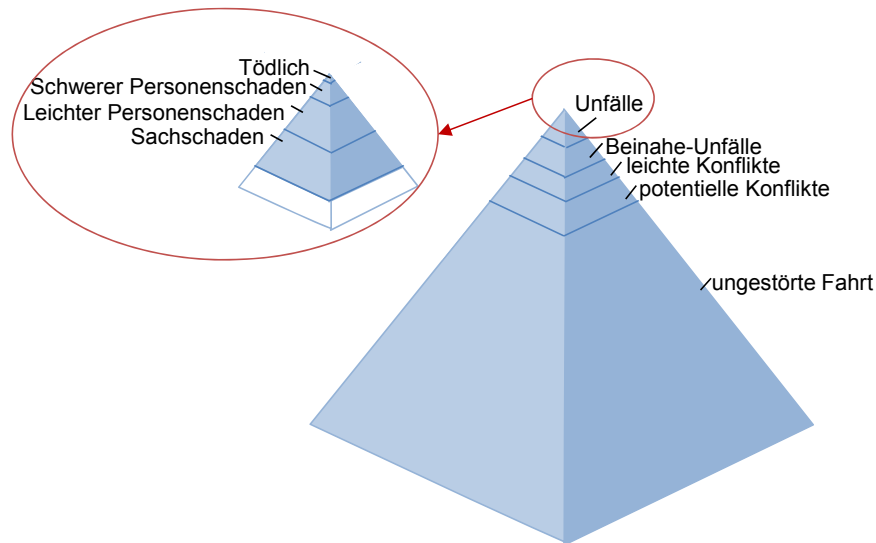 Tödlich
Schwerer Personenschaden
Leichter Personenschaden
Sachschaden
Unfälle
Beinahe-Unfälle
leichte Konflikte
potentielle Konflikte
ungestörte Fahrt